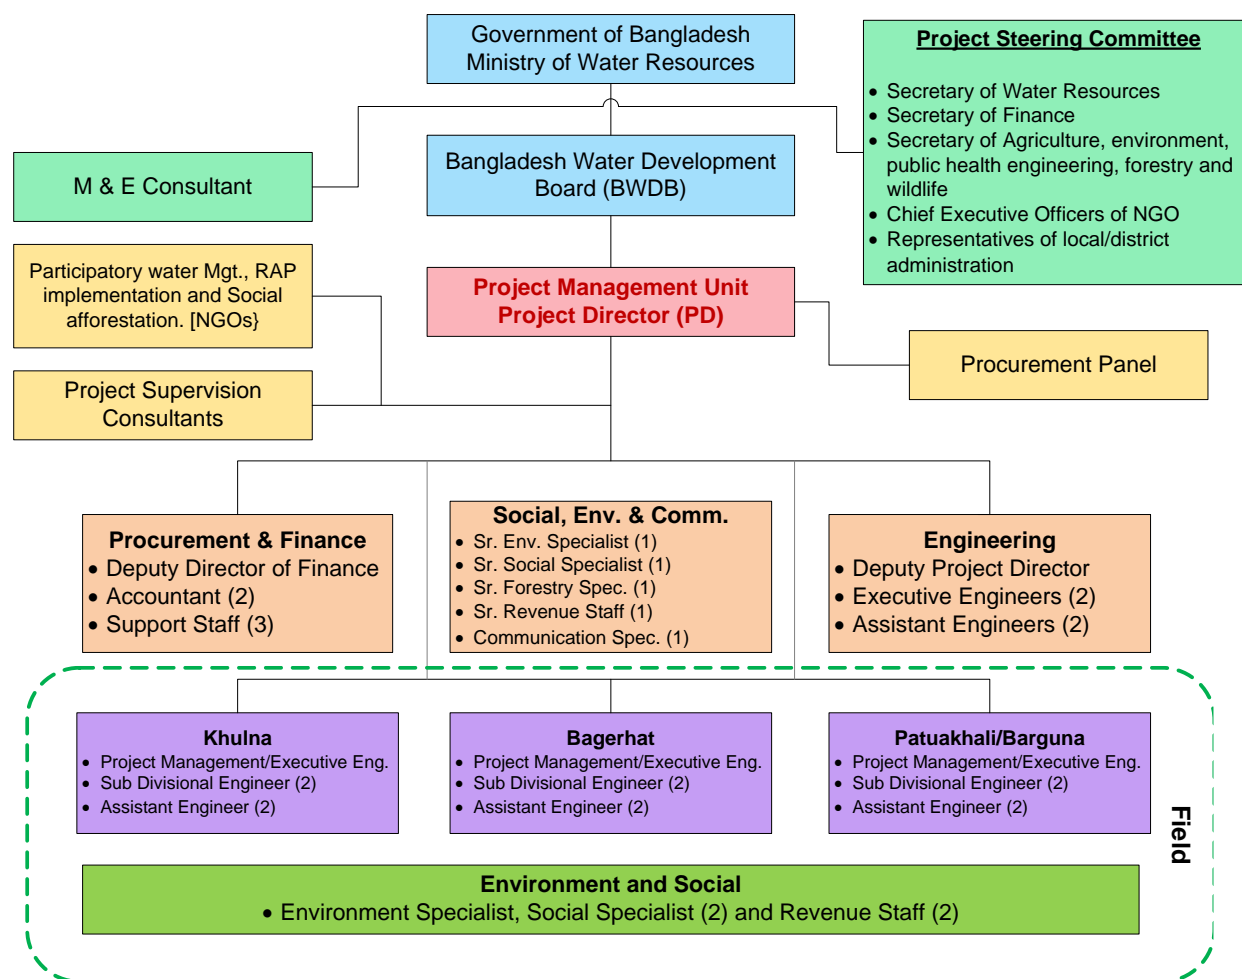 Government of Bangladesh
Ministry of Water Resources
Project Steering Committee
• Secretary of Water Resources
• Secretary of Finance
• Secretary of Agriculture, environment,
public health engineering, forestry and
wildlife
• Chief Executive Officers of NGO
• Representatives of local/district
administration
M & E Consultant
Bangladesh Water Development
Board (BWDB)
Participatory water Mgt., RAP
implementation and Social
afforestation. [NGOs}
Project Management Unit
Project Director (PD)
Procurement Panel
Project Supervision
Consultants
Procurement & Finance
• Deputy Director of Finance
• Accountant (2)
• Support Staff (3)
Social, Env. & Comm.
• Sr. Env. Specialist (1)
• Sr. Social Specialist (1)
• Sr. Forestry Spec. (1)
• Sr. Revenue Staff (1)
• Communication Spec. (1)
Engineering
• Deputy Project Director
• Executive Engineers (2)
• Assistant Engineers (2)
Khulna
• Project Management/Executive Eng.
• Sub Divisional Engineer (2)
• Assistant Engineer (2)
Bagerhat
• Project Management/Executive Eng.
• Sub Divisional Engineer (2)
• Assistant Engineer (2)
Patuakhali/Barguna
• Project Management/Executive Eng.
• Sub Divisional Engineer (2)
• Assistant Engineer (2)
Field
Environment and Social
• Environment Specialist, Social Specialist (2) and Revenue Staff (2)